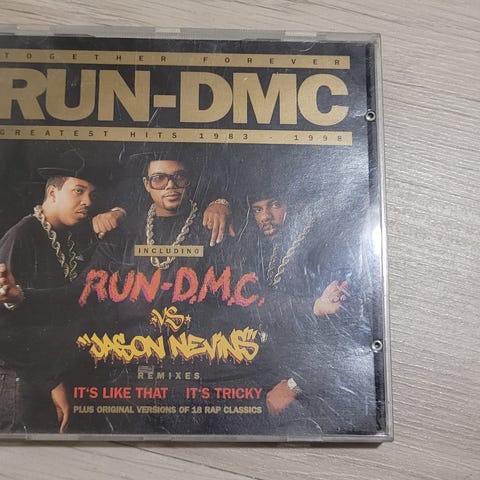 TOGETHER FOREVER
RUN-DMC
GREATEST HITS 1983 - 1998
INCLUDING
RUN-D.M.C.
VS.
"JASON NEVINS"
REMIXES
IT'S LIKE THAT IT'S TRICKY
PLUS ORIGINAL VERSIONS OF 18 RAP CLASSICS